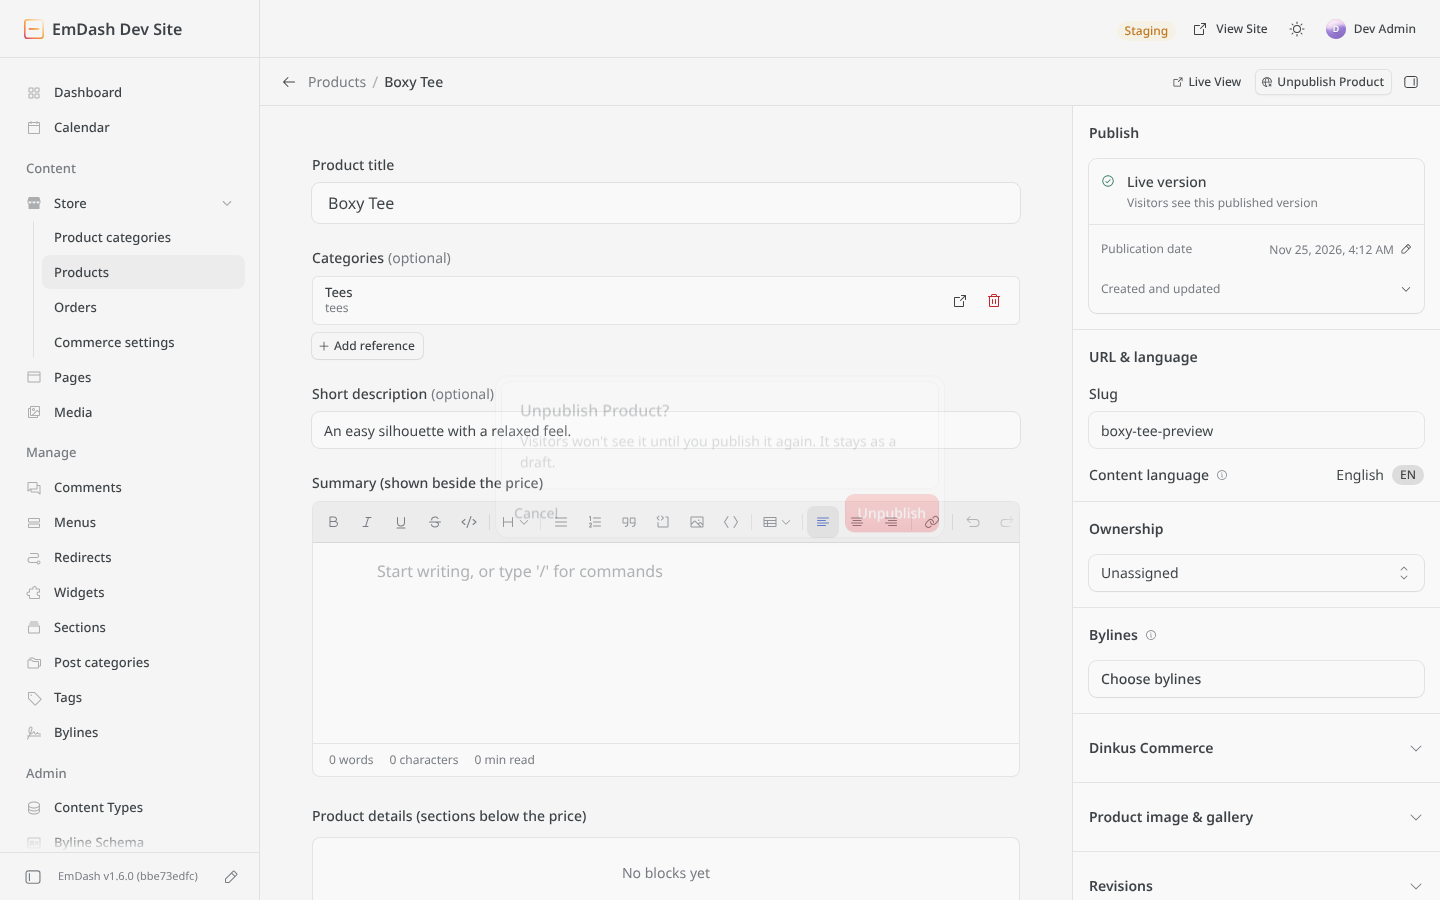 EmDash Dev Site
Staging
View Site
Dev Admin
Dashboard
Calendar
Content
Store
Product categories
Products
Orders
Commerce settings
Pages
Media
Manage
Comments
Menus
Redirects
Widgets
Sections
Post categories
Tags
Bylines
Admin
Content Types
Byline Schema
EmDash v1.6.0 (bbe73edfc)
Products / Boxy Tee
Live View
Unpublish Product
Product title
Boxy Tee
Categories (optional)
Tees
tees
Add reference
Short description (optional)
An easy silhouette with a relaxed feel.
Summary (shown beside the price)
Start writing, or type '/' for commands
0 words 0 characters 0 min read
Product details (sections below the price)
No blocks yet
Unpublish Product?
Visitors won't see it until you publish it again. It stays as a
draft.
Cancel
Unpublish
Publish
Live version
Visitors see this published version
Publication date
Nov 25, 2026, 4:12 AM
Created and updated
URL & language
Slug
boxy-tee-preview
Content language
English EN
Ownership
Unassigned
Bylines
Choose bylines
Dinkus Commerce
Product image & gallery
Revisions